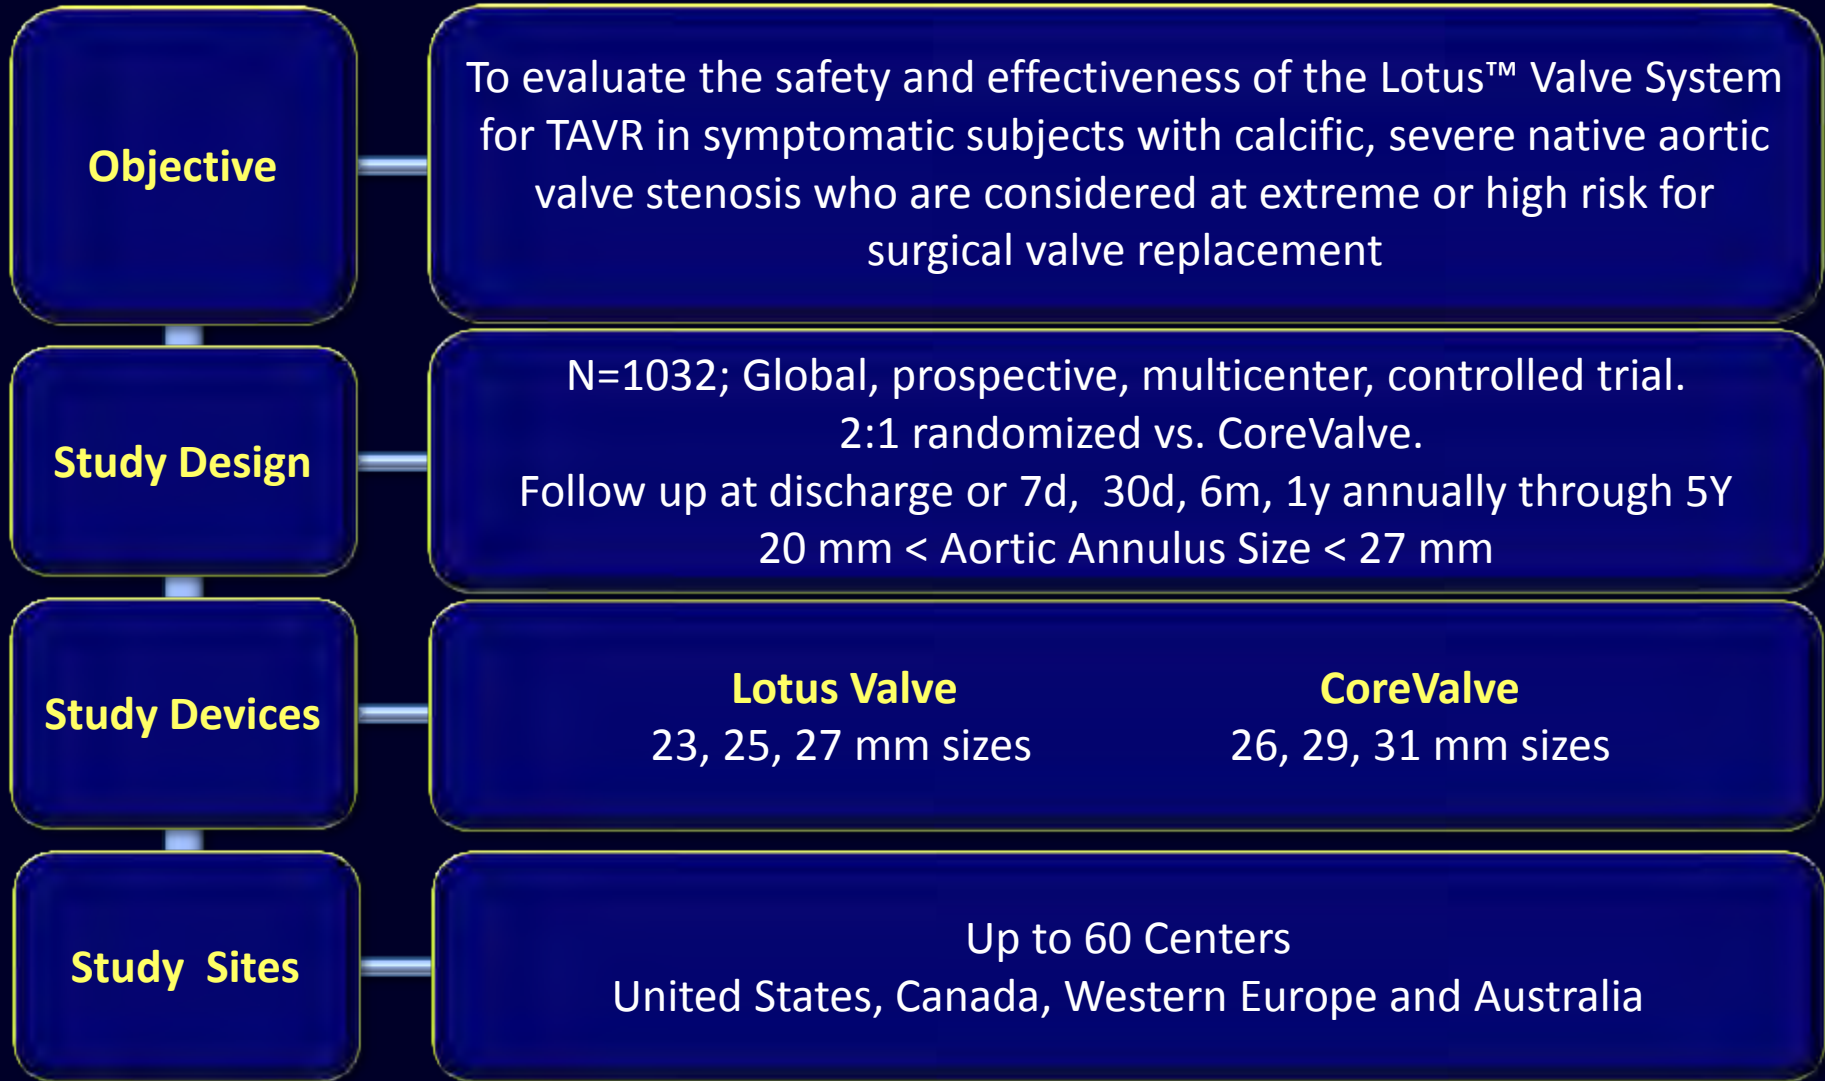 Objective
To evaluate the safety and effectiveness of the Lotus™ Valve System
for TAVR in symptomatic subjects with calcific, severe native aortic
valve stenosis who are considered at extreme or high risk for
surgical valve replacement
Study Design
N=1032; Global, prospective, multicenter, controlled trial.
2:1 randomized vs. CoreValve.
Follow up at discharge or 7d, 30d, 6m, 1y annually through 5Y
20 mm < Aortic Annulus Size < 27 mm
Study Devices
Lotus Valve
23, 25, 27 mm sizes
CoreValve
26, 29, 31 mm sizes
Study Sites
Up to 60 Centers
United States, Canada, Western Europe and Australia